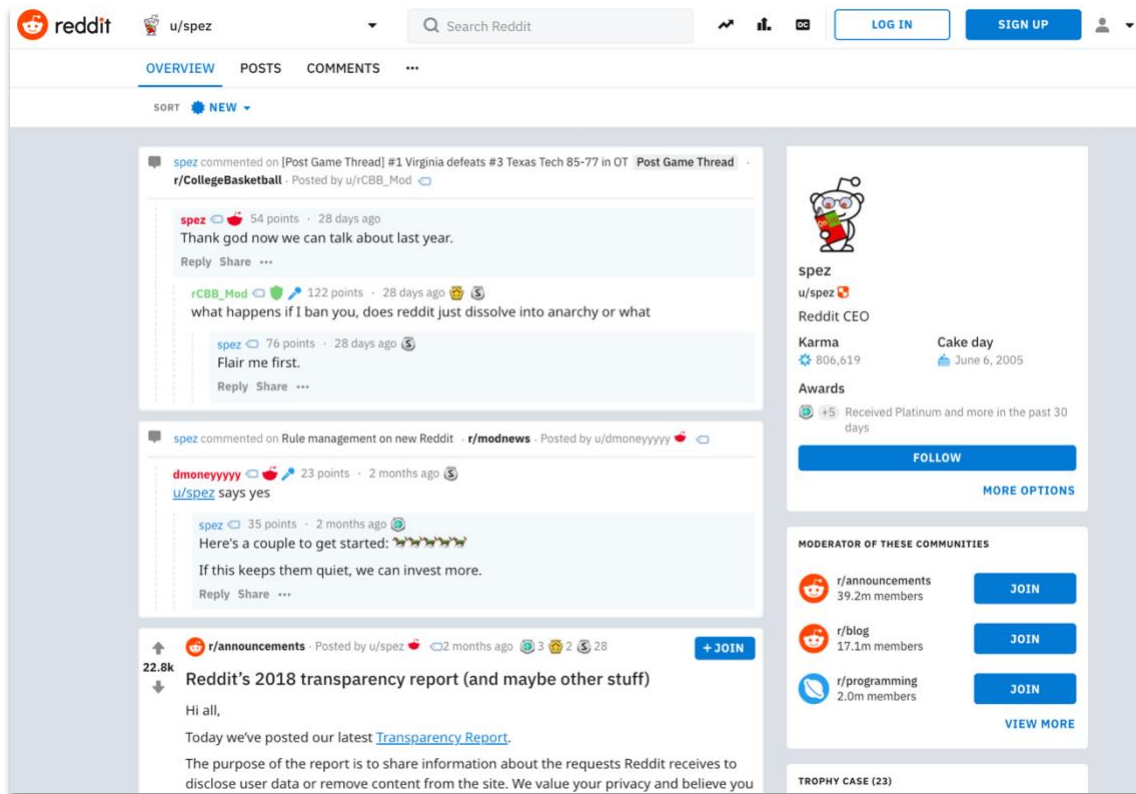 reddit u/spez Search Reddit OC LOG IN SIGN UP
OVERVIEW POSTS COMMENTS •••
SORT NEW
spez commented on [Post Game Thread] #1 Virginia defeats #3 Texas Tech 85-77 in OT Post Game Thread ·
r/CollegeBasketball · Posted by u/rCBB_Mod
spez 54 points · 28 days ago
Thank god now we can talk about last year.
Reply Share •••
rCBB_Mod 122 points · 28 days ago S
what happens if I ban you, does reddit just dissolve into anarchy or what
spez 76 points · 28 days ago S
Flair me first.
Reply Share •••
spez commented on Rule management on new Reddit · r/modnews · Posted by u/dmoneyyyyy
dmoneyyyyy 23 points · 2 months ago S
u/spez says yes
spez 35 points · 2 months ago
Here's a couple to get started: 🐎🐎🐎🐎🐎
If this keeps them quiet, we can invest more.
Reply Share •••
22.8k
r/announcements · Posted by u/spez 2 months ago 3 2 S 28
+ JOIN
Reddit's 2018 transparency report (and maybe other stuff)
Hi all,
Today we've posted our latest Transparency Report.
The purpose of the report is to share information about the requests Reddit receives to
disclose user data or remove content from the site. We value your privacy and believe you
spez
u/spez
Reddit CEO
Karma Cake day
806,619 June 6, 2005
Awards
+5 Received Platinum and more in the past 30
days
FOLLOW
MORE OPTIONS
MODERATOR OF THESE COMMUNITIES
r/announcements
39.2m members
JOIN
r/blog
17.1m members
JOIN
r/programming
2.0m members
JOIN
VIEW MORE
TROPHY CASE (23)